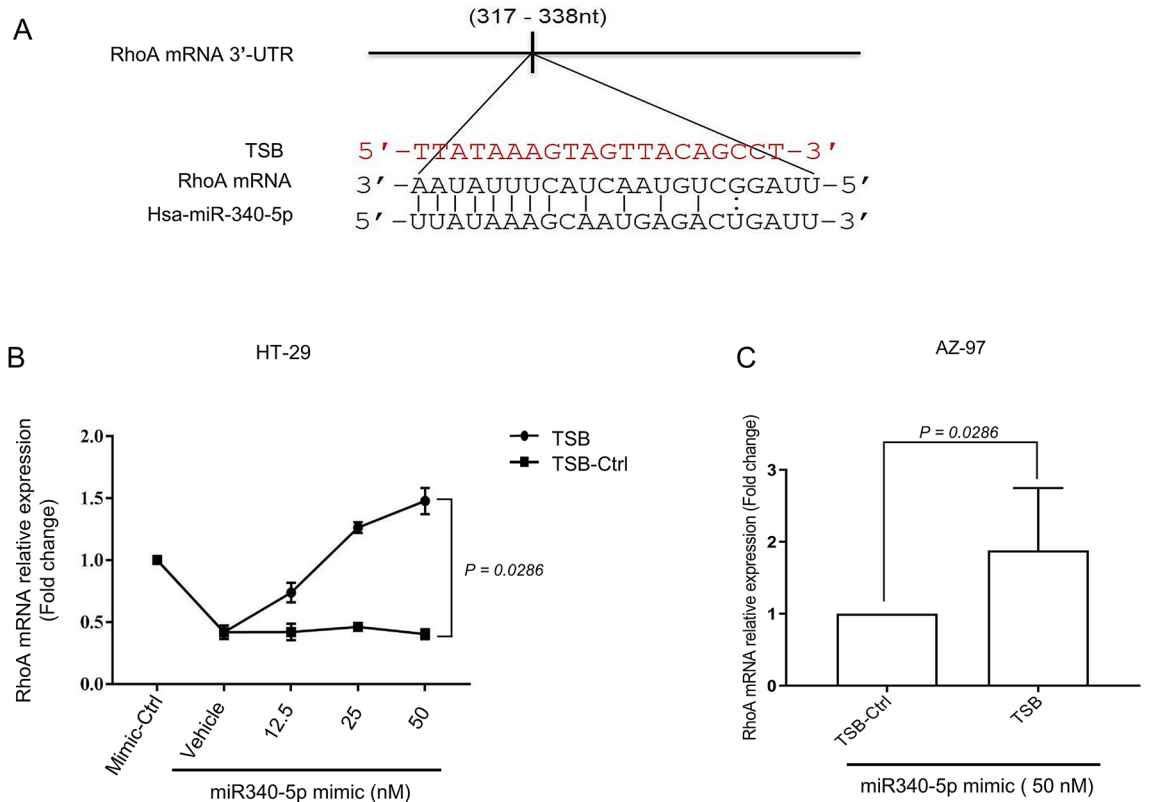 A
(317 - 338nt)
RhoA mRNA 3’-UTR
TSB 5′-TTATAAAGTAGTTACAGCCT-3′
RhoA mRNA 3′-AAUAUUUCAUCAAUGUCGGAUU-5′
Hsa-miR-340-5p 5′-UUAUAAAGCAAUGAGACUGAUU-3′
B
HT-29
RhoA mRNA relative expression
(Fold change)
2.0
1.5
1.0
0.5
0.0
TSB
TSB-Ctrl
P = 0.0286
Mimic-Ctrl
Vehicle
12.5
25
50
miR340-5p mimic (nM)
C
AZ-97
RhoA mRNA relative expression (Fold change)
P = 0.0286
3
2
1
0
TSB-Ctrl
TSB
miR340-5p mimic ( 50 nM)